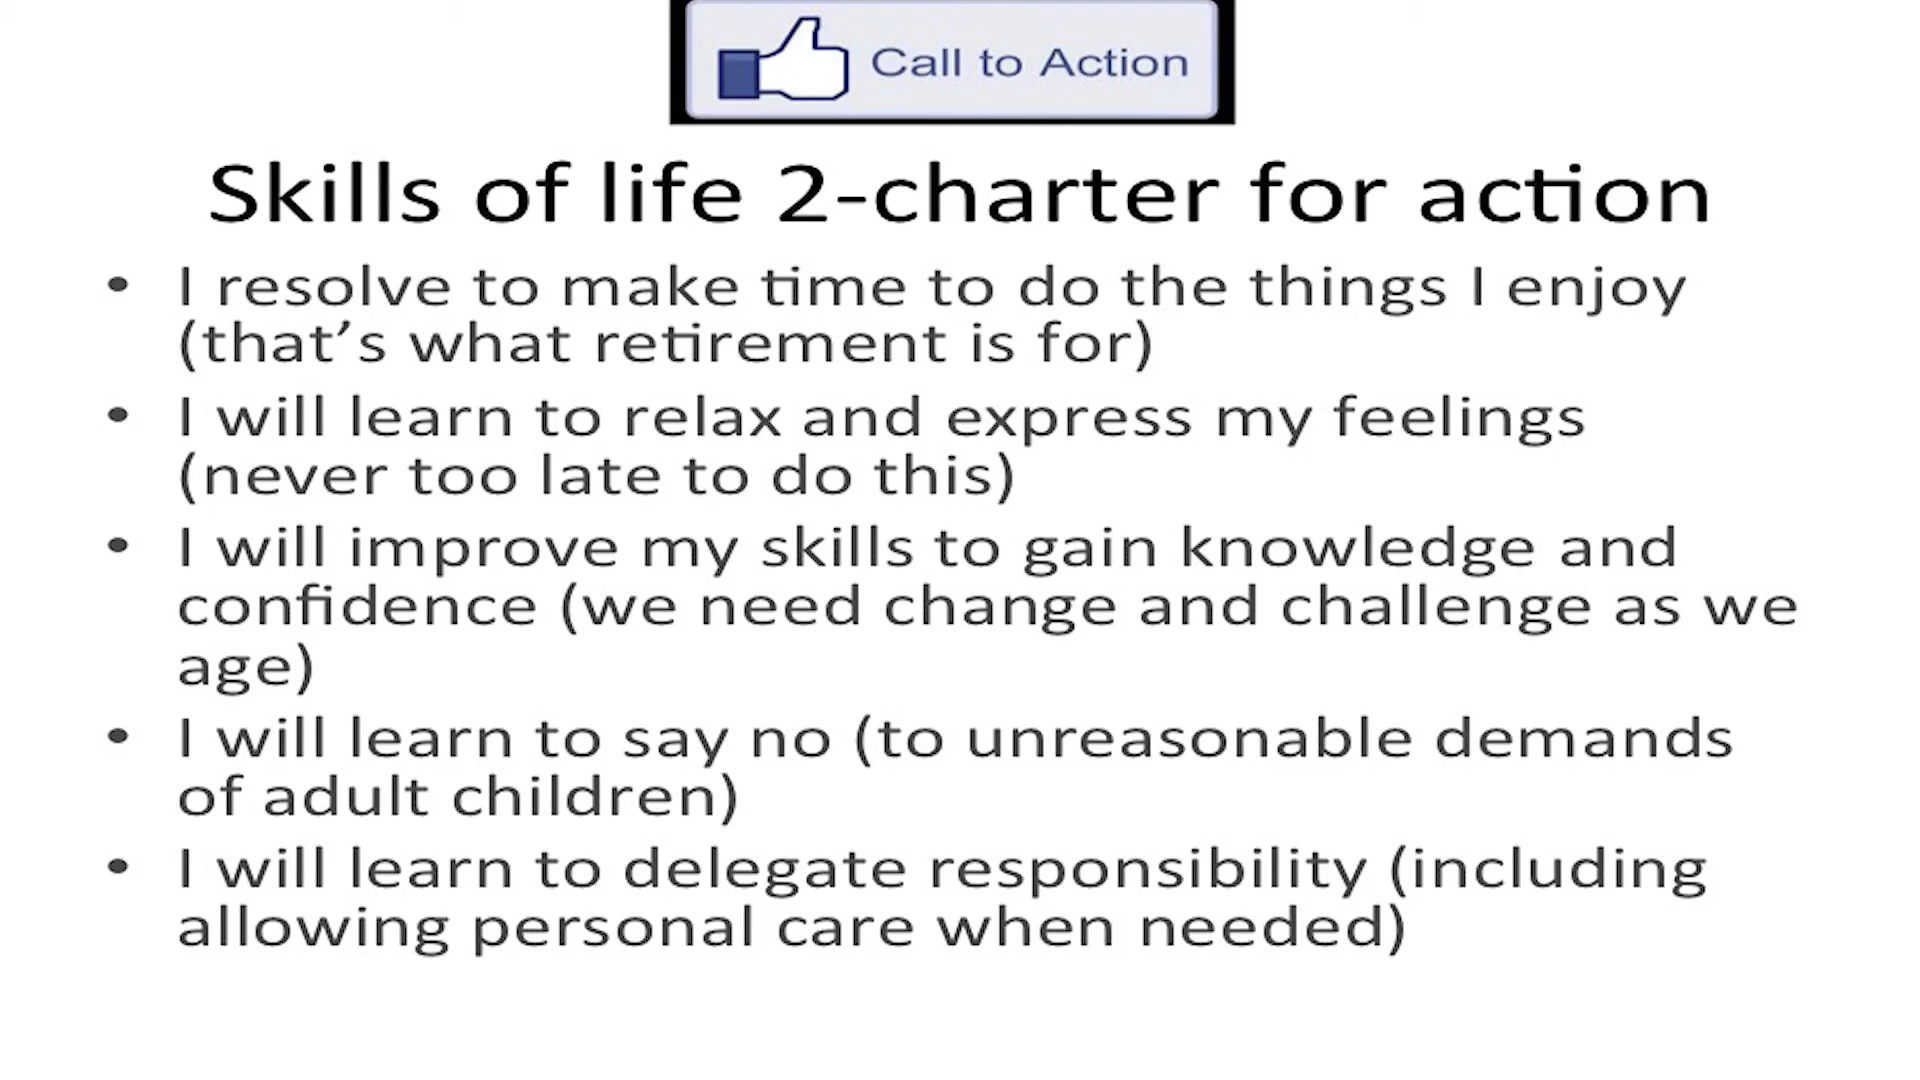 Call to Action
Skills of life 2-charter for action
• I resolve to make time to do the things I enjoy
(that’s what retirement is for)
• I will learn to relax and express my feelings
(never too late to do this)
• I will improve my skills to gain knowledge and
confidence (we need change and challenge as we
age)
• I will learn to say no (to unreasonable demands
of adult children)
• I will learn to delegate responsibility (including
allowing personal care when needed)